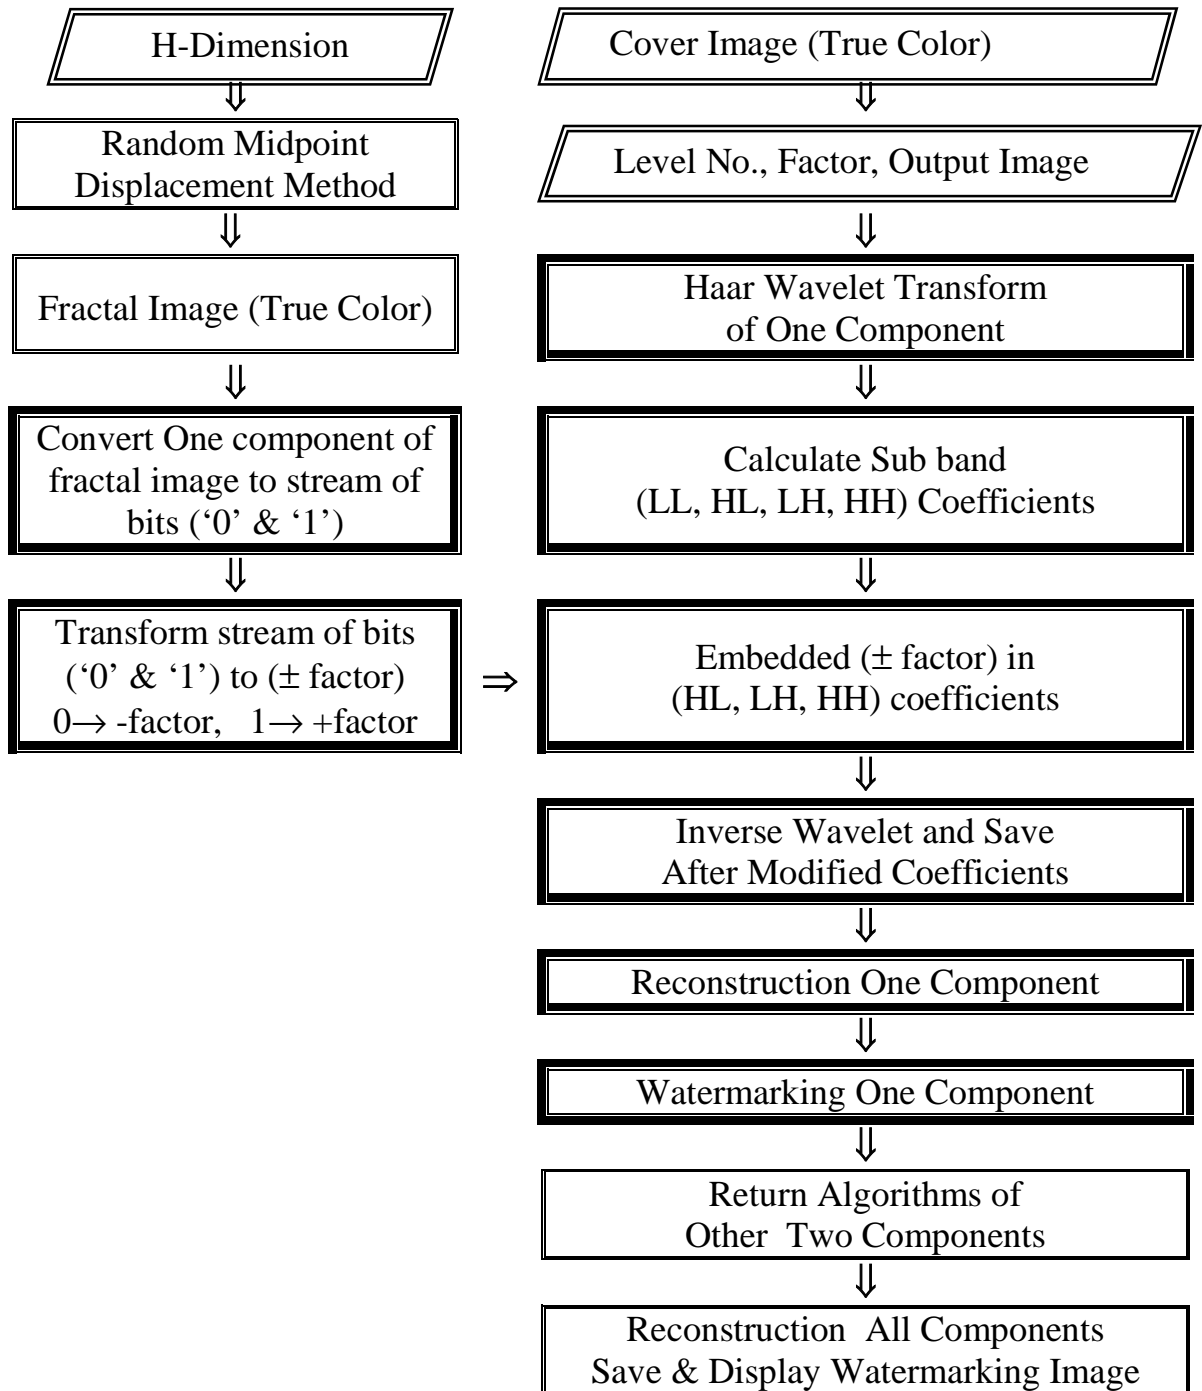 H-Dimension
Random Midpoint
Displacement Method
Fractal Image (True Color)
Convert One component of
fractal image to stream of
bits (‘0’ & ‘1’)
Transform stream of bits
(‘0’ & ‘1’) to (± factor)
0→ -factor, 1→ +factor
Cover Image (True Color)
Level No., Factor, Output Image
Haar Wavelet Transform
of One Component
Calculate Sub band
(LL, HL, LH, HH) Coefficients
Embedded (± factor) in
(HL, LH, HH) coefficients
Inverse Wavelet and Save
After Modified Coefficients
Reconstruction One Component
Watermarking One Component
Return Algorithms of
Other Two Components
Reconstruction All Components
Save & Display Watermarking Image